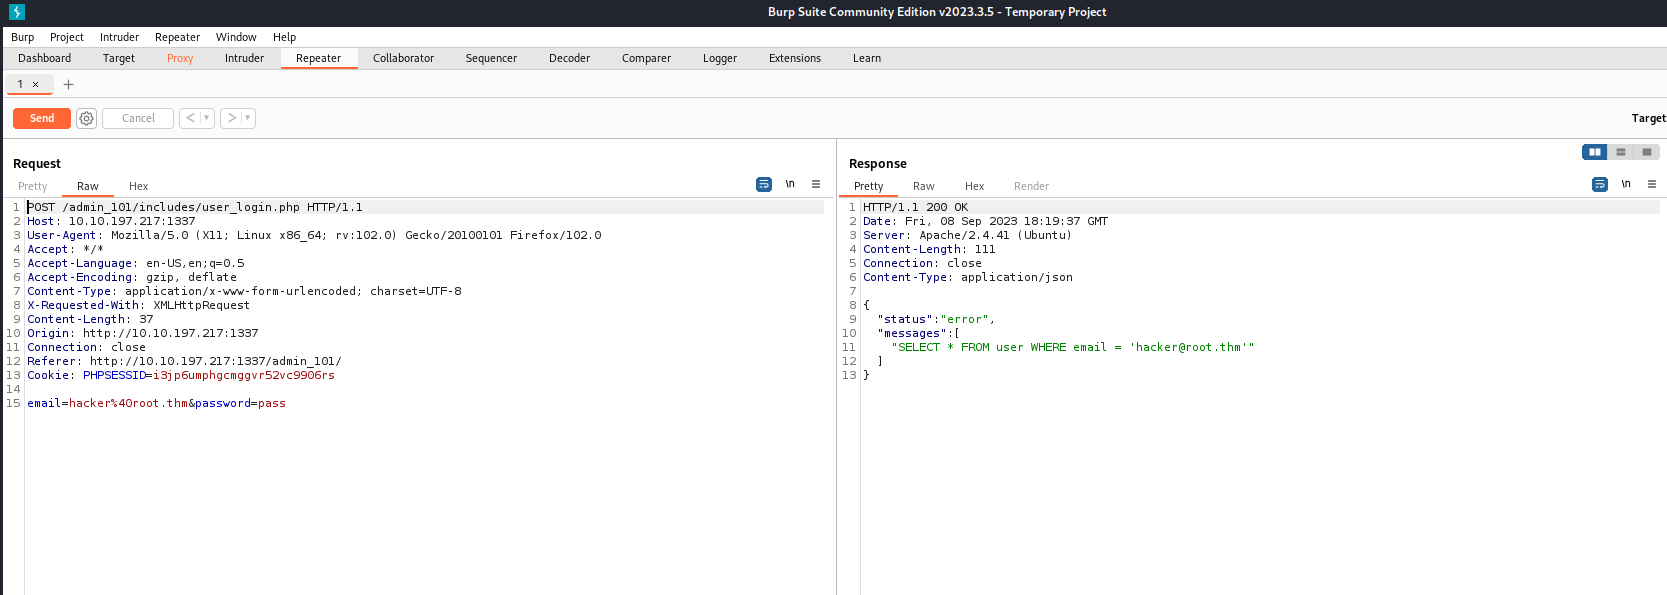 Burp Suite Community Edition v2023.3.5 - Temporary Project
Burp Project Intruder Repeater Window Help
Dashboard Target Proxy Intruder Repeater Collaborator Sequencer Decoder Comparer Logger Extensions Learn
1 × +
Send Cancel < > Target
Request
Pretty Raw Hex \n
1 POST /admin_101/includes/user_login.php HTTP/1.1
2 Host: 10.10.197.217:1337
3 User-Agent: Mozilla/5.0 (X11; Linux x86_64; rv:102.0) Gecko/20100101 Firefox/102.0
4 Accept: */*
5 Accept-Language: en-US,en;q=0.5
6 Accept-Encoding: gzip, deflate
7 Content-Type: application/x-www-form-urlencoded; charset=UTF-8
8 X-Requested-With: XMLHttpRequest
9 Content-Length: 37
10 Origin: http://10.10.197.217:1337
11 Connection: close
12 Referer: http://10.10.197.217:1337/admin_101/
13 Cookie: PHPSESSID=i3jp6umphgcmggvr52vc9906rs
14
15 email=hacker%40root.thm&password=pass
Response
Pretty Raw Hex Render \n
1 HTTP/1.1 200 OK
2 Date: Fri, 08 Sep 2023 18:19:37 GMT
3 Server: Apache/2.4.41 (Ubuntu)
4 Content-Length: 111
5 Connection: close
6 Content-Type: application/json
7
8 {
9 "status":"error",
10 "messages":[
11 "SELECT * FROM user WHERE email = 'hacker@root.thm'"
12 ]
13 }